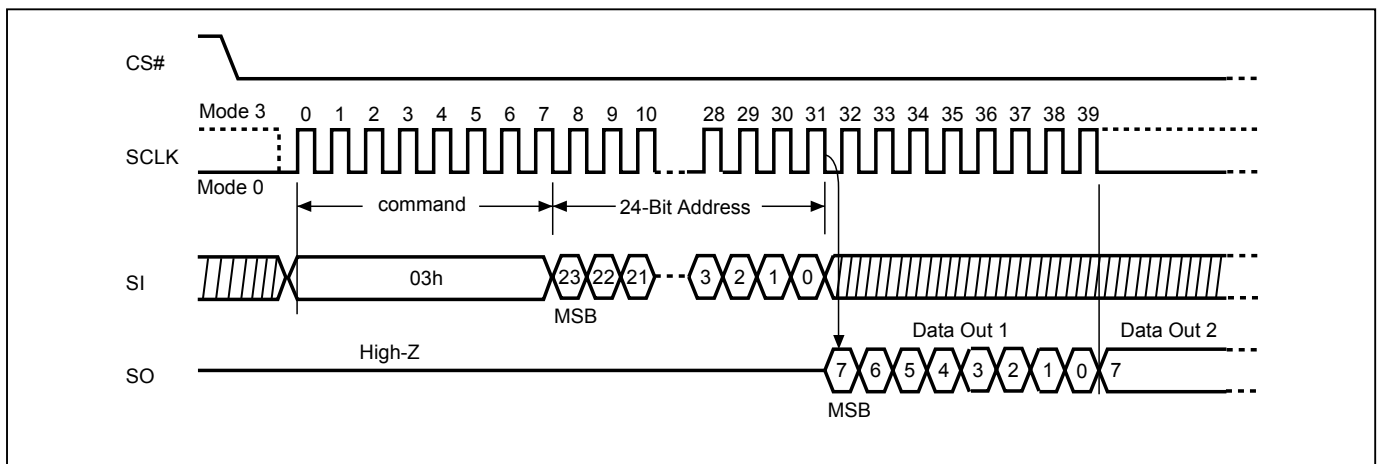 CS#
Mode 3
0 1 2 3 4 5 6 7 8 9 10 28 29 30 31 32 33 34 35 36 37 38 39
SCLK
Mode 0
command
24-Bit Address
SI
03h
23 22 21 3 2 1 0
MSB
Data Out 1
Data Out 2
High-Z
SO
7 6 5 4 3 2 1 0 7
MSB